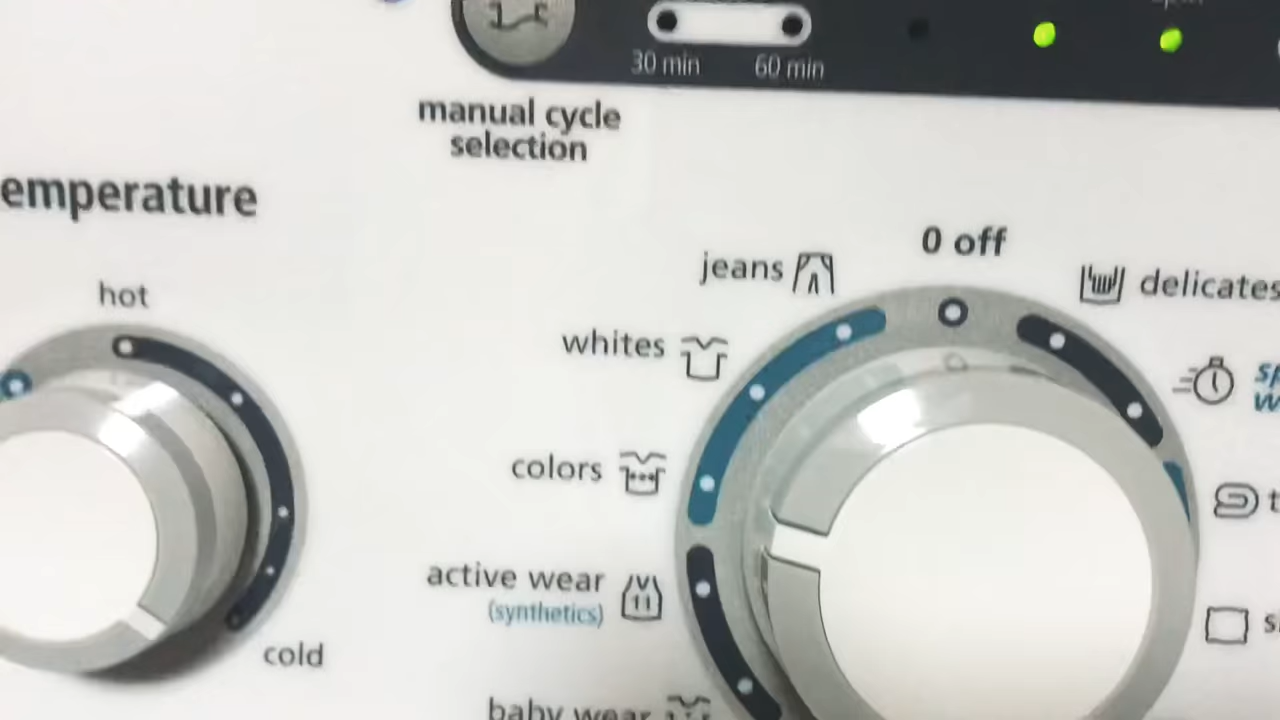 30 min 60 min
manual cycle
selection
emperature
hot
cold
0 off
jeans
delicates
whites
colors
active wear
(synthetics)
baby wear